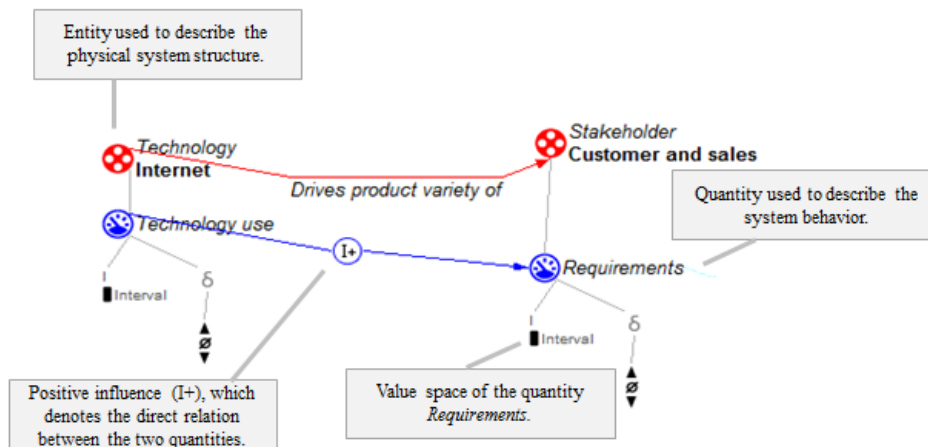 Entity used to describe the
physical system structure.
Technology
Internet
Stakeholder
Customer and sales
Drives product variety of
Quantity used to describe the
system behavior.
Technology use
I+
Requirements
I
Interval
δ
ø
I
Interval
δ
ø
Positive influence (I+), which
denotes the direct relation
between the two quantities.
Value space of the quantity
Requirements.